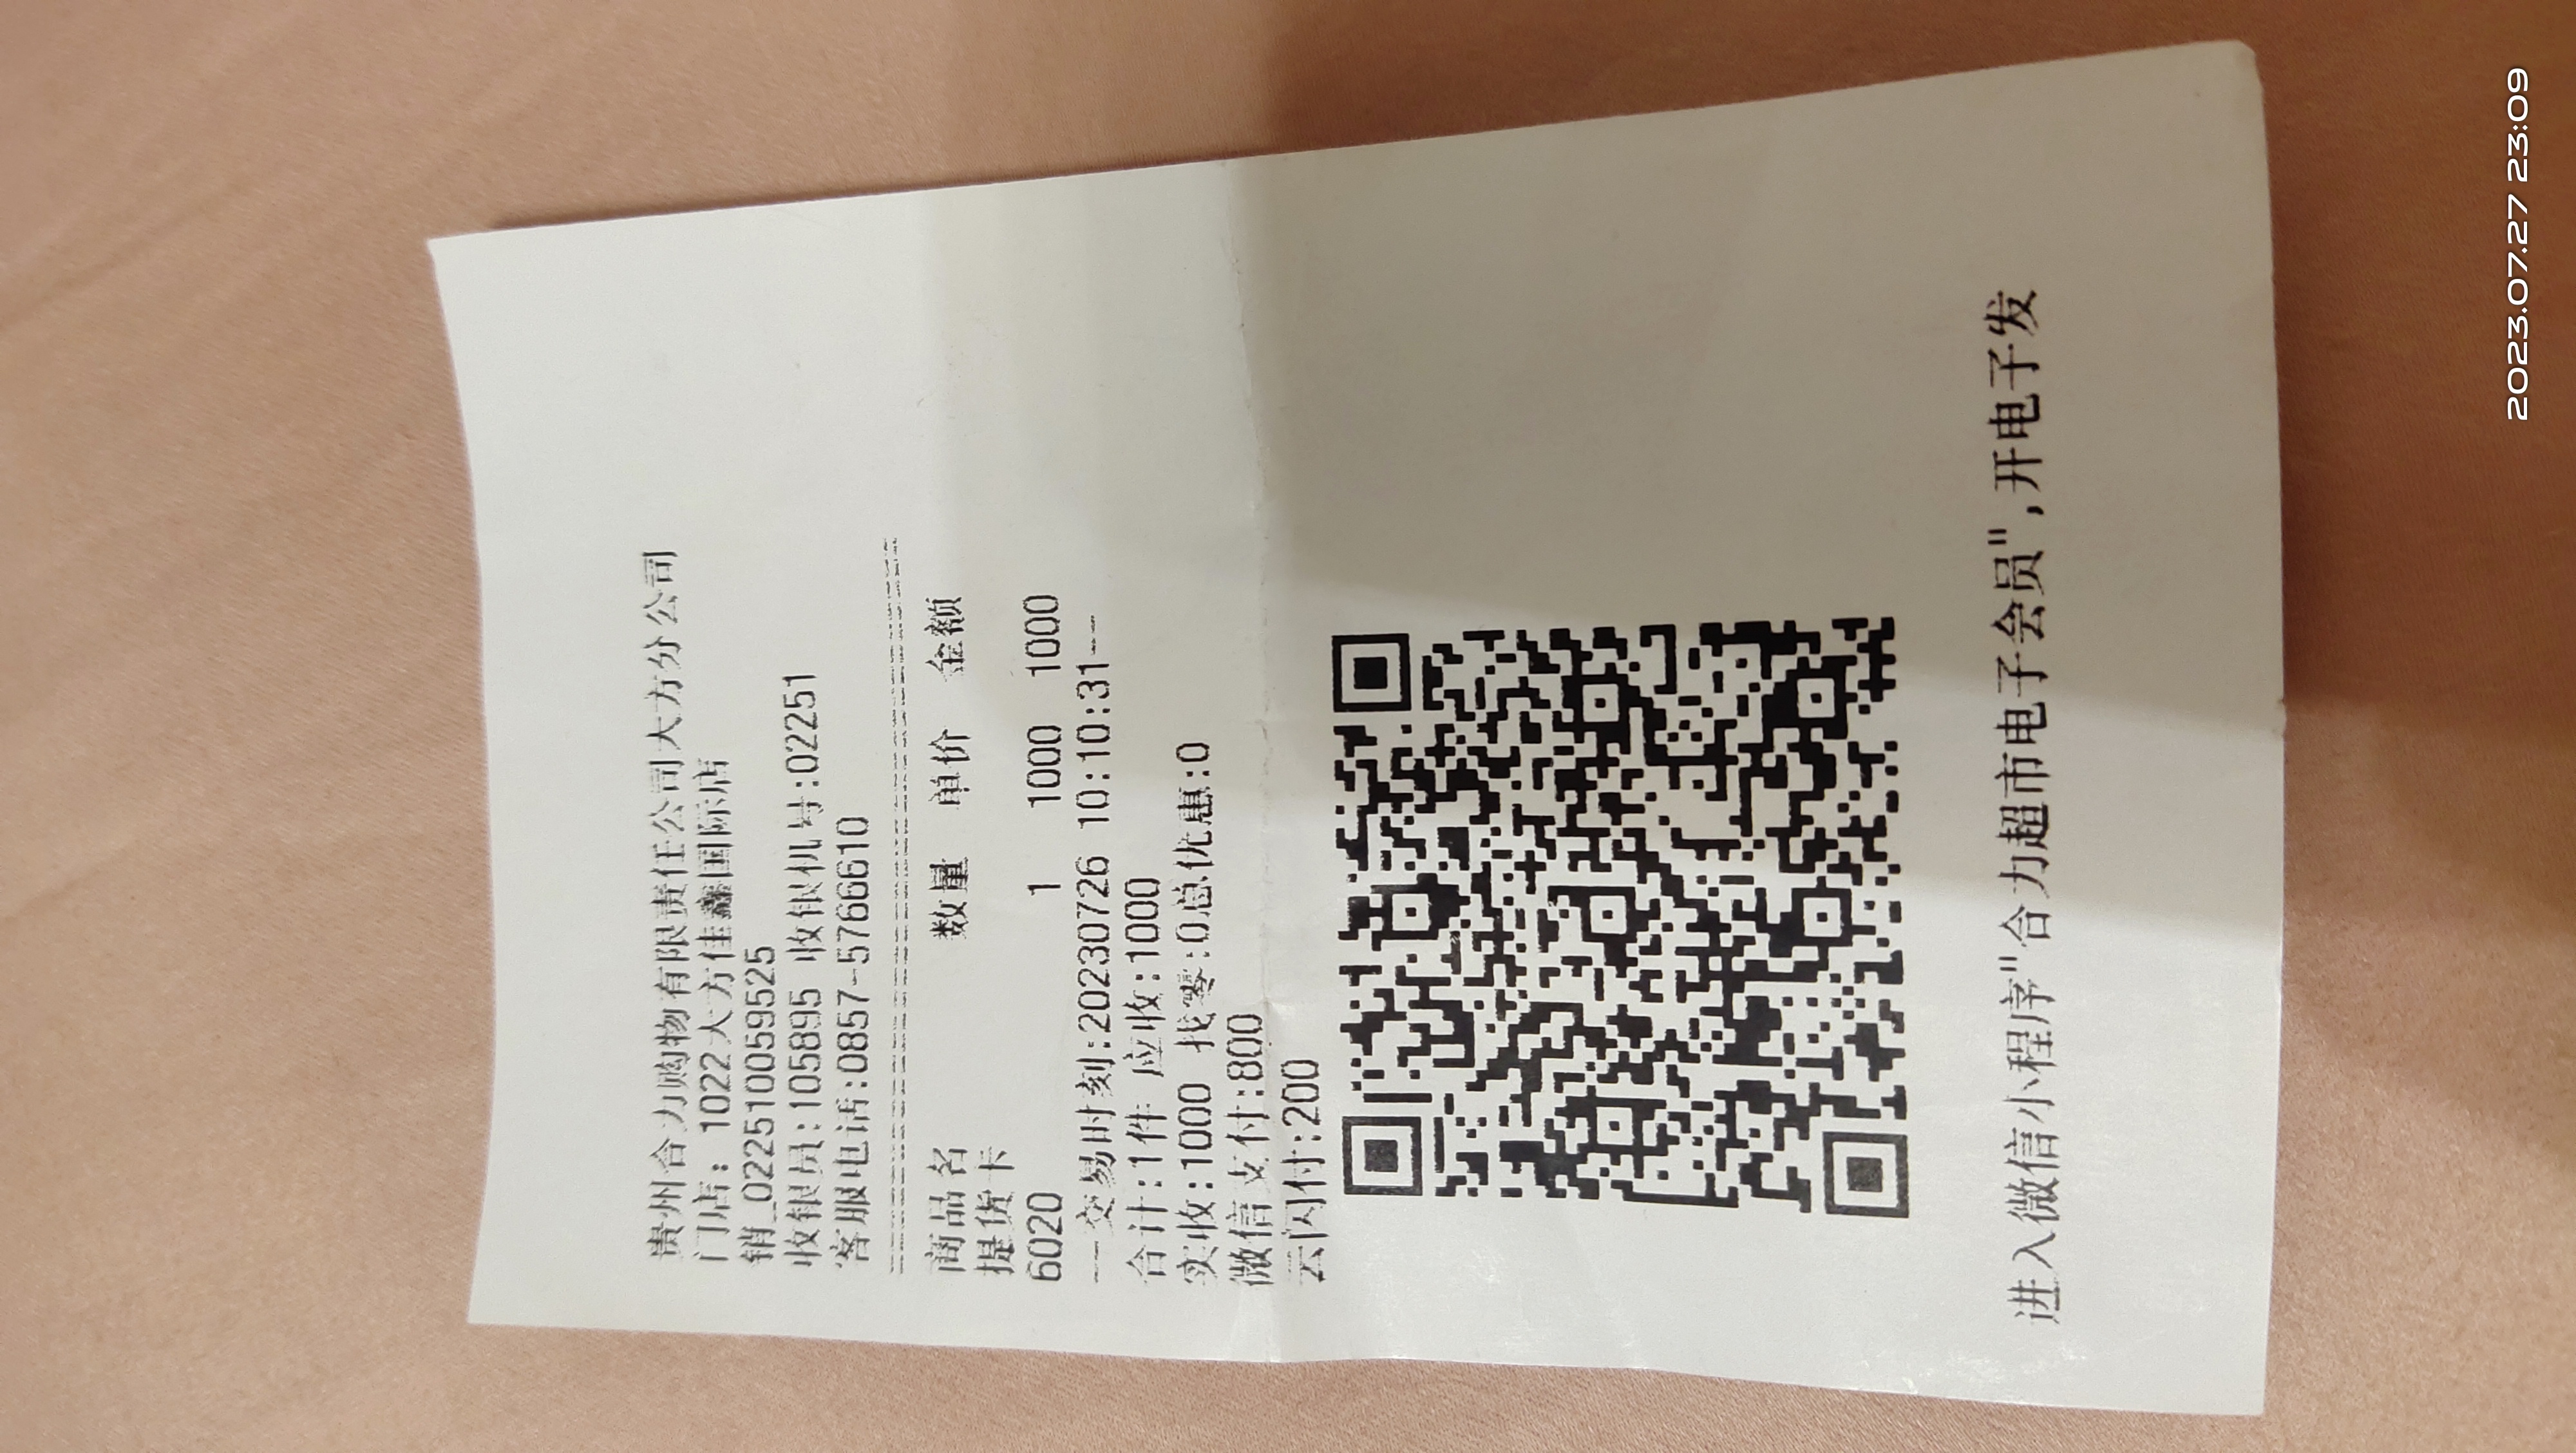 贵州合力购物有限责任公司大方分公司
门店: 1022大方佳鑫国际店
销_022510059525
收银员:1058895 收银机号:02251
客服电话:0857-5766610
商品名 数量 单价 金额
提货卡
6020 1 1000 1000
--交易时刻:20230726 10:10:31--
合计:1件 应收:1000
实收:1000 找零:0总优惠:0
微信支付:800
云闪付:200
进入微信小程序"合力超市电子会员",开电子发
2023.07.27 23:09